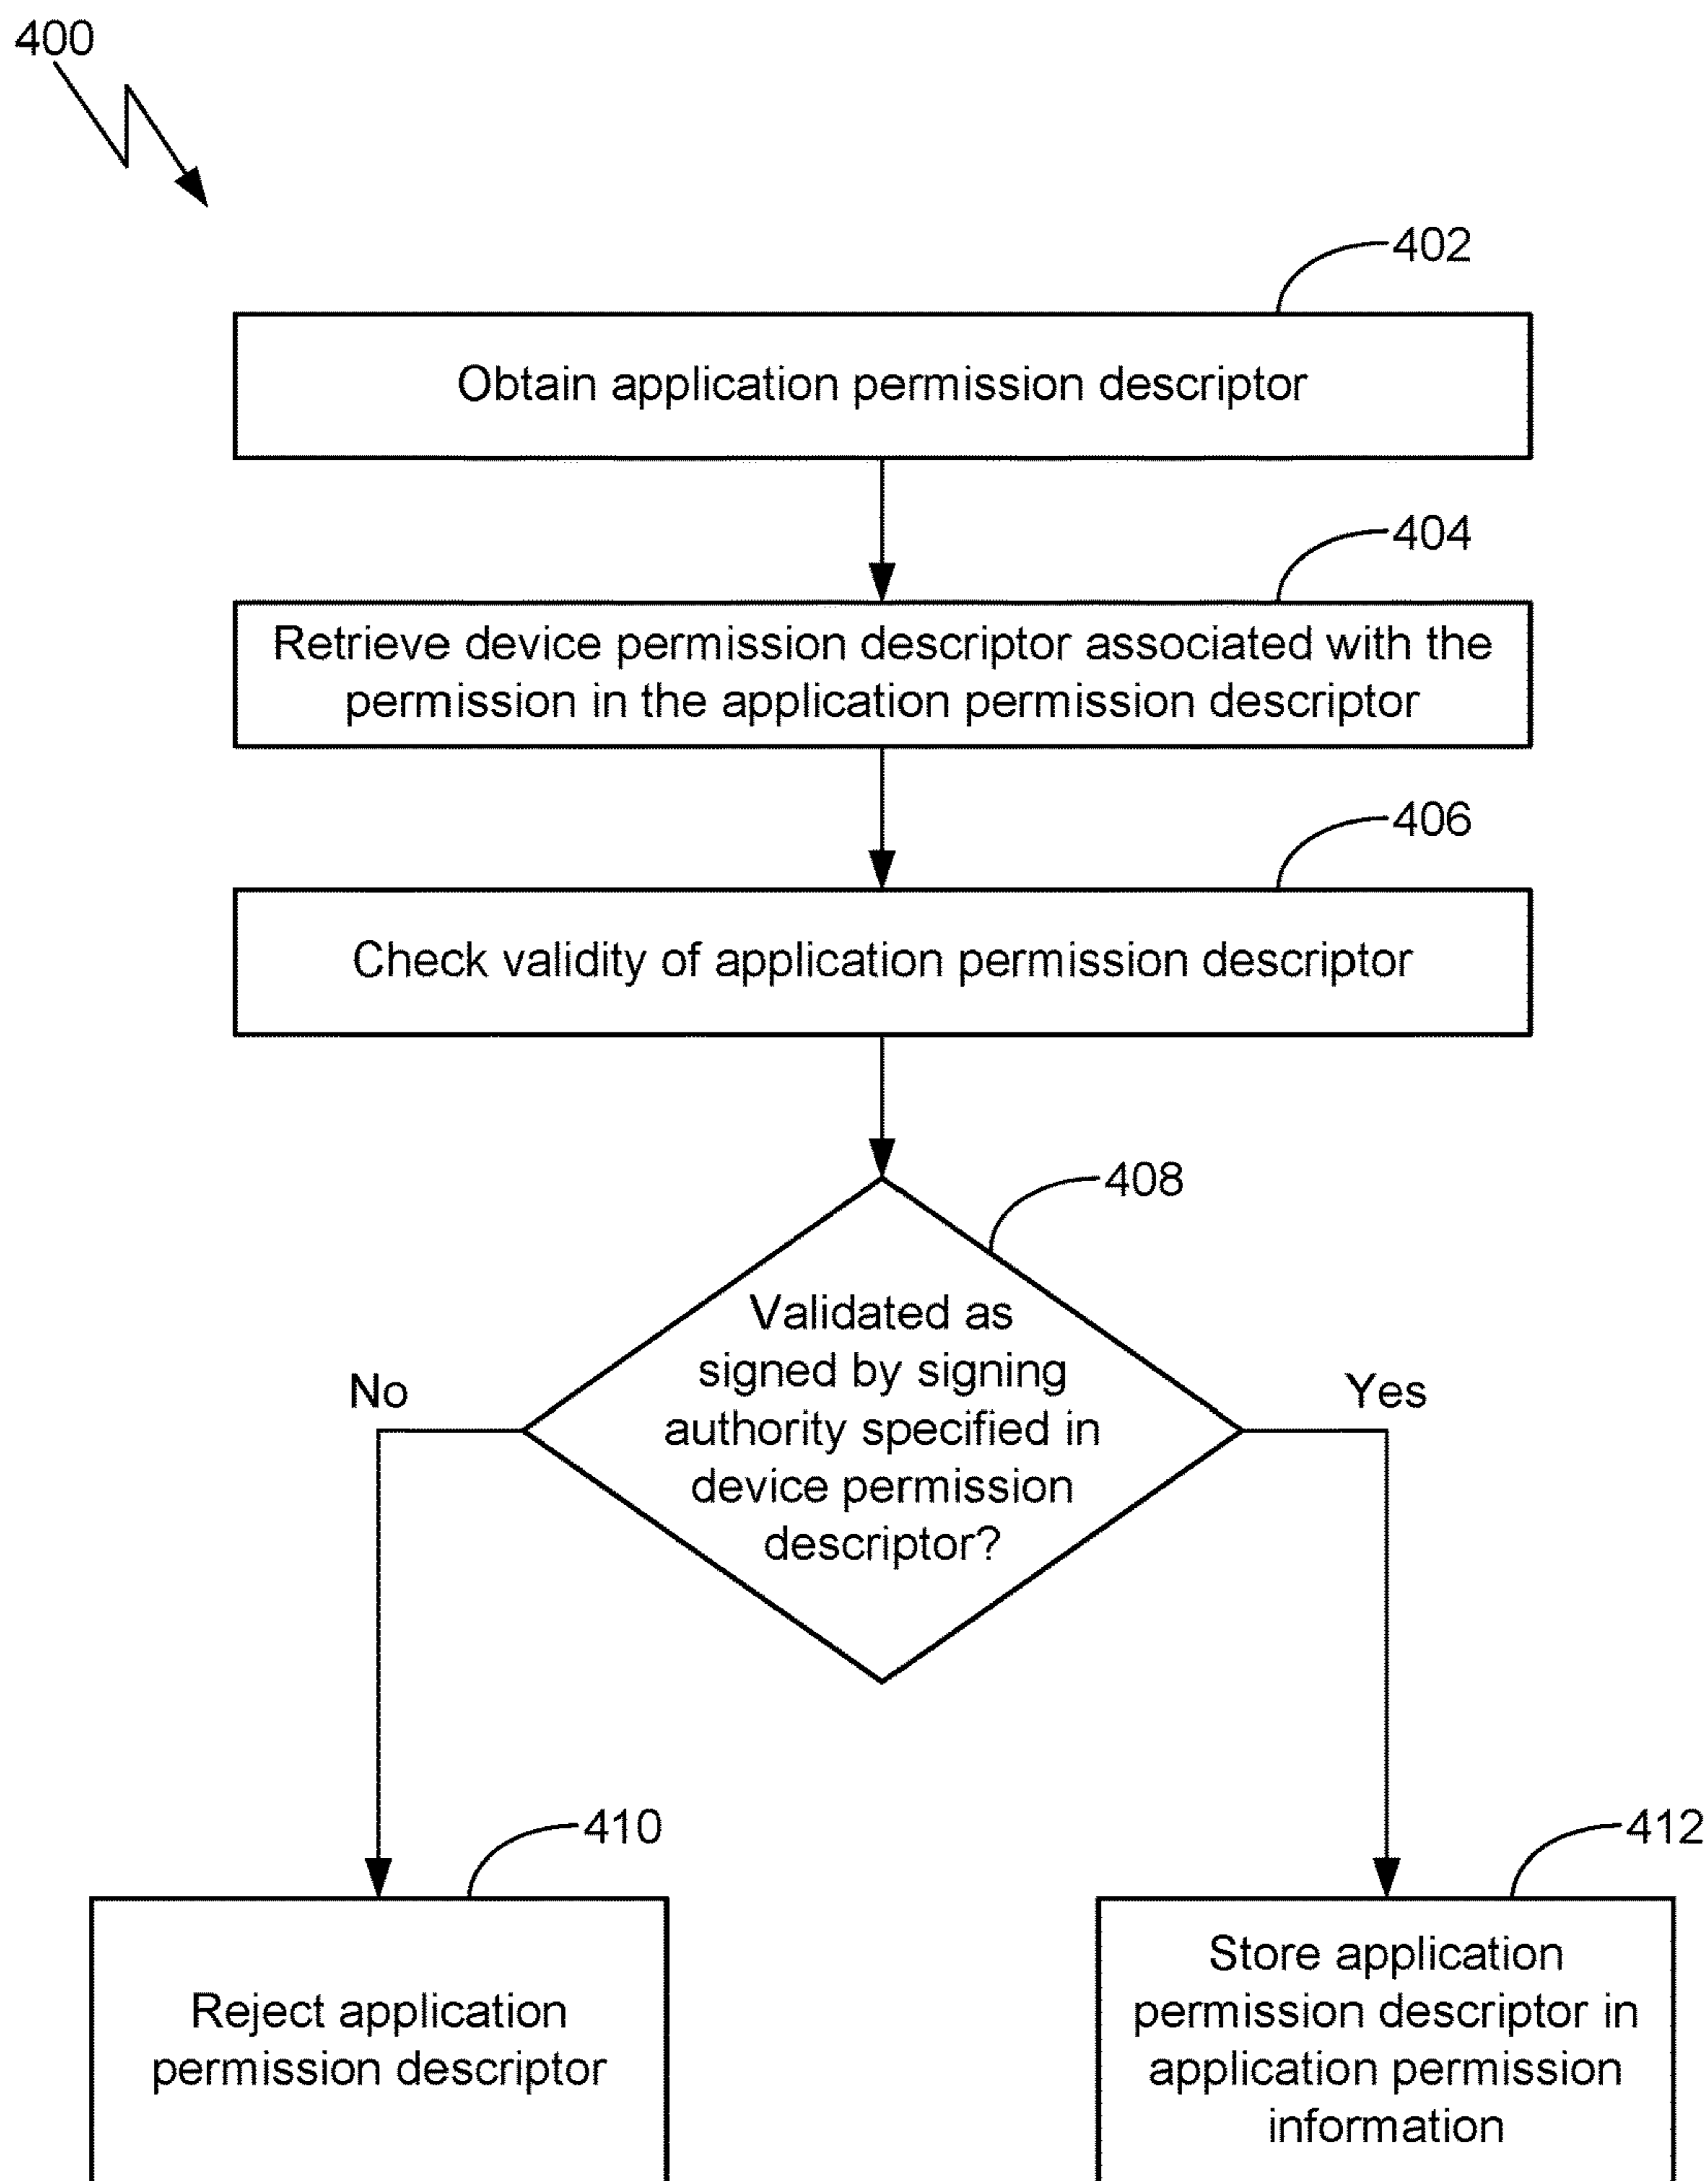 400
402
Obtain application permission descriptor
404
Retrieve device permission descriptor associated with the
permission in the application permission descriptor
406
Check validity of application permission descriptor
408
Validated as
signed by signing
authority specified in
device permission
descriptor?
No
Yes
410
Reject application
permission descriptor
412
Store application
permission descriptor in
application permission
information